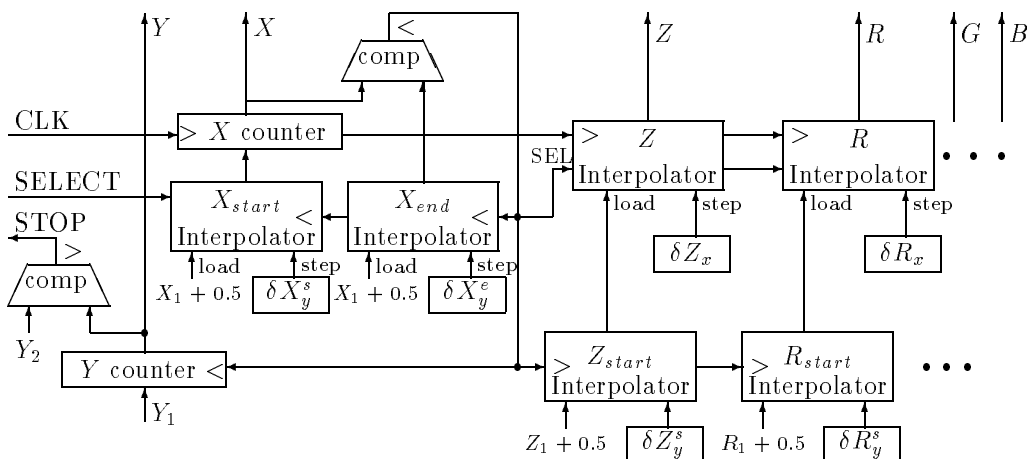 Y X < Z R G B
comp
CLK > X counter > Z > R
SEL
Interpolator Interpolator
SELECT X_start < X_end <
Interpolator Interpolator
load step load step
STOP >
comp
load step load step
δZ_x δR_x
X_1 + 0.5 δX_y^s X_1 + 0.5 δX_y^e
Y_2
Y counter < > Z_start > R_start
Interpolator Interpolator
Y_1
Z_1 + 0.5 δZ_y^s R_1 + 0.5 δR_y^s